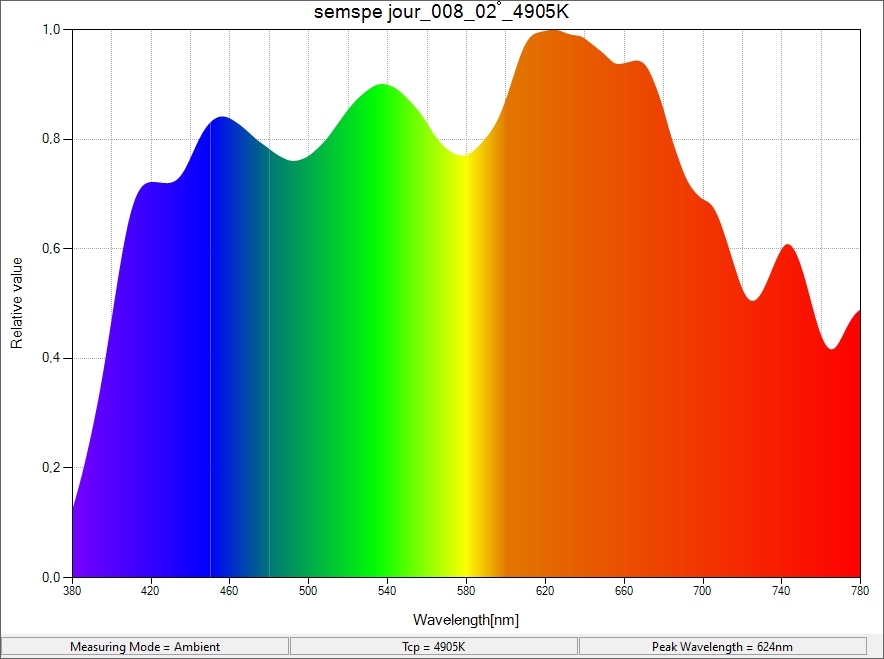 semspe jour_008_02°_4905K
1,0
0,8
0,6
0,4
0,2
0,0
Relative value
380 420 460 500 540 580 620 660 700 740 780
Wavelength[nm]
Measuring Mode = Ambient Tcp = 4905K Peak Wavelength = 624nm